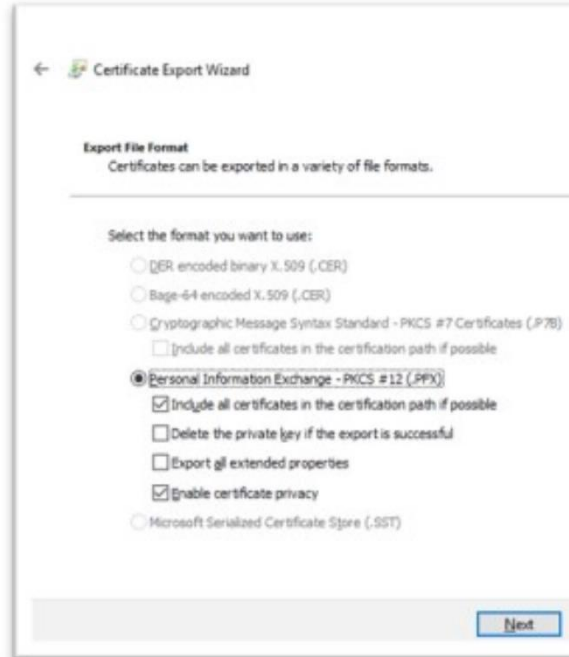 Certificate Export Wizard
Export File Format
Certificates can be exported in a variety of file formats.
Select the format you want to use:
DER encoded binary X.509 (.CER)
Base-64 encoded X.509 (.CER)
Cryptographic Message Syntax Standard - PKCS #7 Certificates (.P7B)
Include all certificates in the certification path if possible
Personal Information Exchange - PKCS #12 (.PFX)
Include all certificates in the certification path if possible
Delete the private key if the export is successful
Export all extended properties
Enable certificate privacy
Microsoft Serialized Certificate Store (.SST)
Next